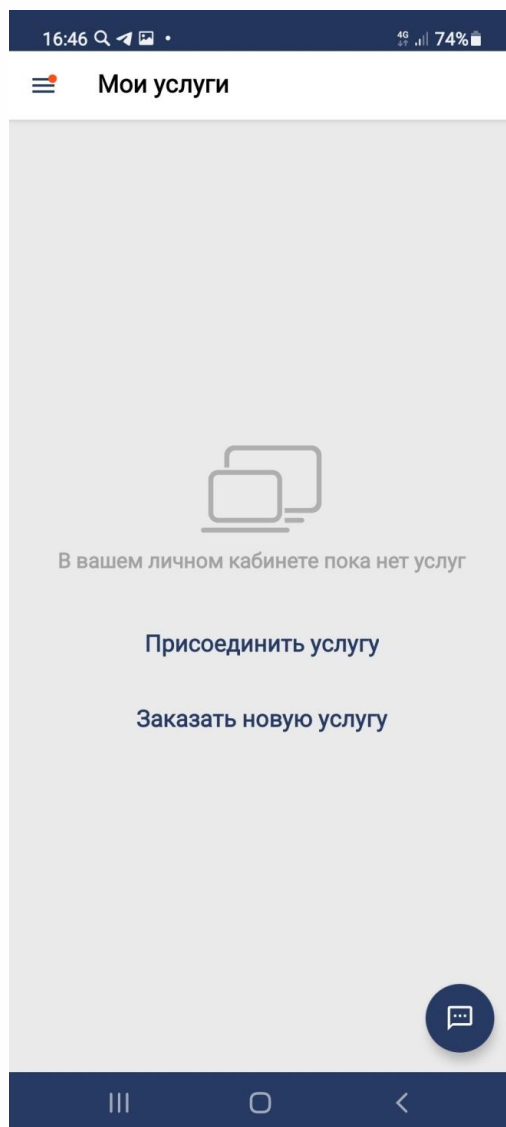 16:46
4G
74%
Мои услуги
В вашем личном кабинете пока нет услуг
Присоединить услугу
Заказать новую услугу